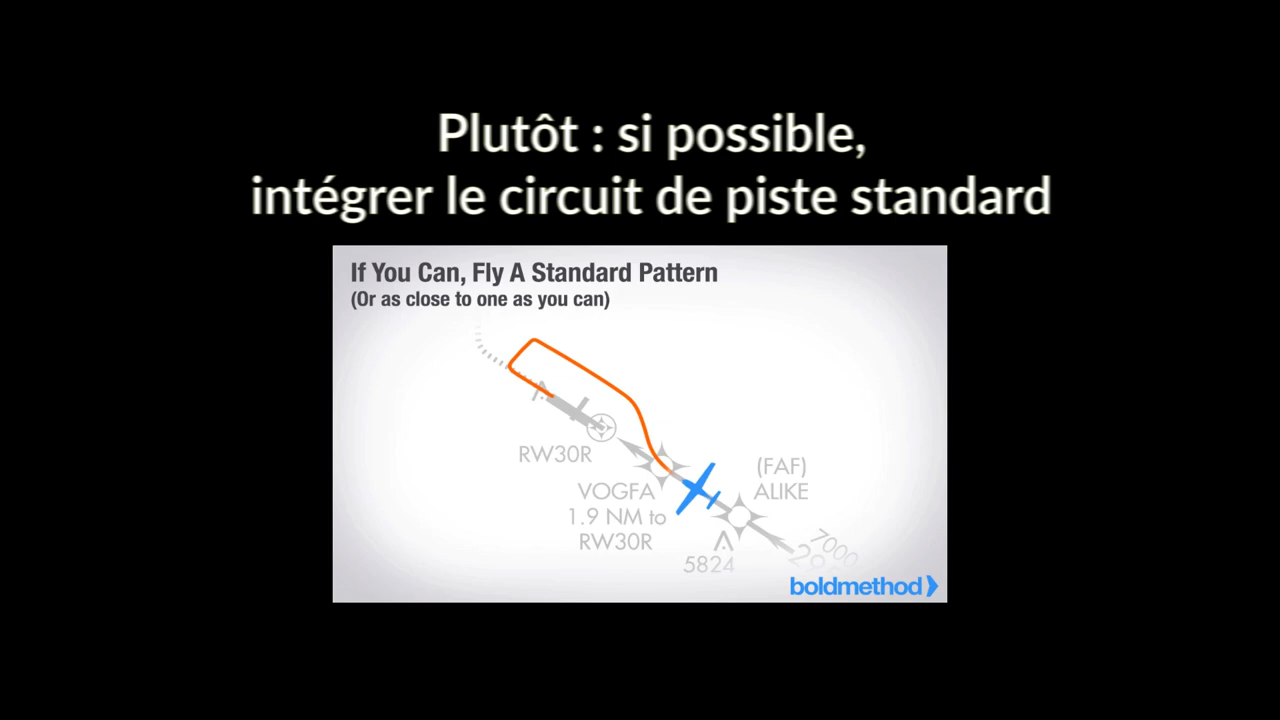 Plutôt : si possible,
intégrer le circuit de piste standard
If You Can, Fly A Standard Pattern
(Or as close to one as you can)
RW30R
(FAF)
ALIKE
VOGFA
1.9 NM to
RW30R
5824
7000
boldmethod